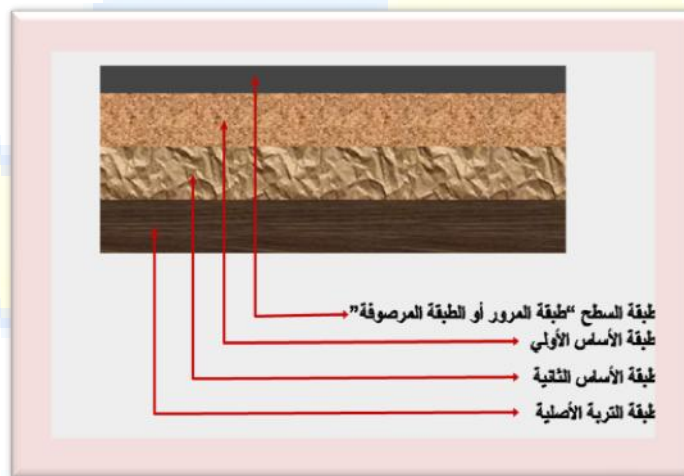 طبقة السطح “طبقة المرور أو الطبقة المرصوفة”
طبقة الأساس الأولي
طبقة الأساس الثانية
طبقة التربة الأصلية